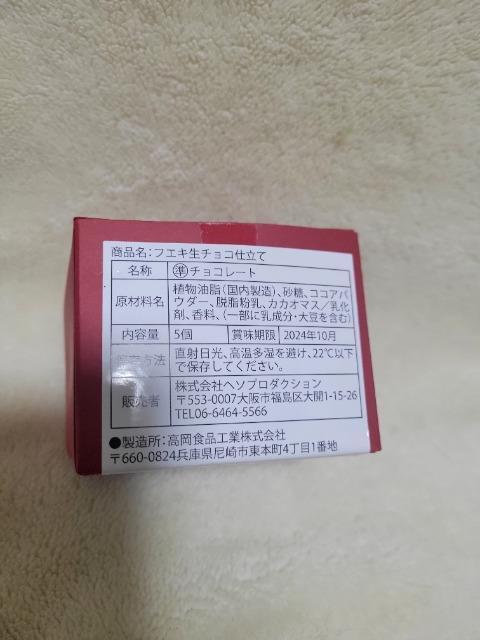 商品名:フエキ生チョコ仕立て
名称 ㊟チョコレート
原材料名 植物油脂(国内製造)、砂糖、ココアパ
ウダー、脱脂粉乳、カカオマス/乳化
剤、香料、(一部に乳成分・大豆を含む)
内容量 5個 賞味期限 2024年10月
保存方法 直射日光、高温多湿を避け、22℃以下
で保存してください。
販売者 株式会社ヘソプロダクション
〒553-0007大阪市福島区大開1-15-26
TEL06-6464-5566
●製造所:高岡食品工業株式会社
〒660-0824兵庫県尼崎市東本町4丁目1番地